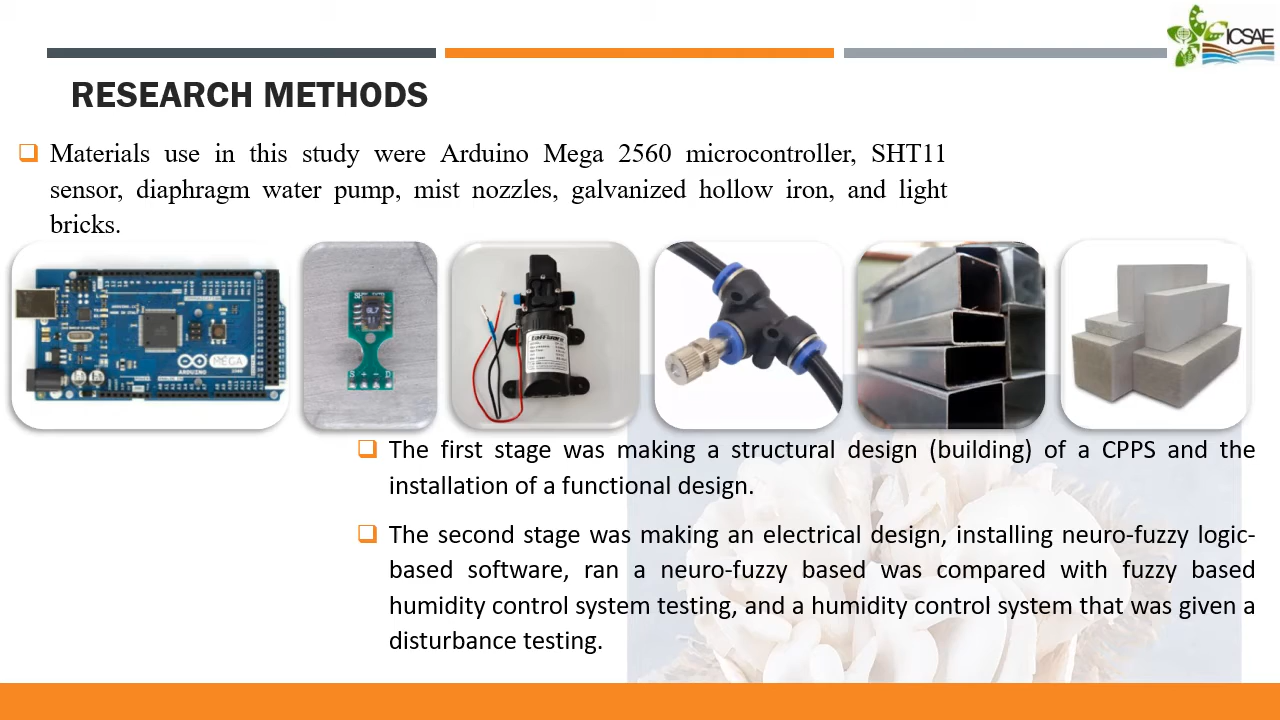 ICSAE
RESEARCH METHODS
Materials use in this study were Arduino Mega 2560 microcontroller, SHT11
sensor, diaphragm water pump, mist nozzles, galvanized hollow iron, and light
bricks.
MEGA
ARDUINO
The first stage was making a structural design (building) of a CPPS and the
installation of a functional design.
The second stage was making an electrical design, installing neuro-fuzzy logic-
based software, ran a neuro-fuzzy based was compared with fuzzy based
humidity control system testing, and a humidity control system that was given a
disturbance testing.